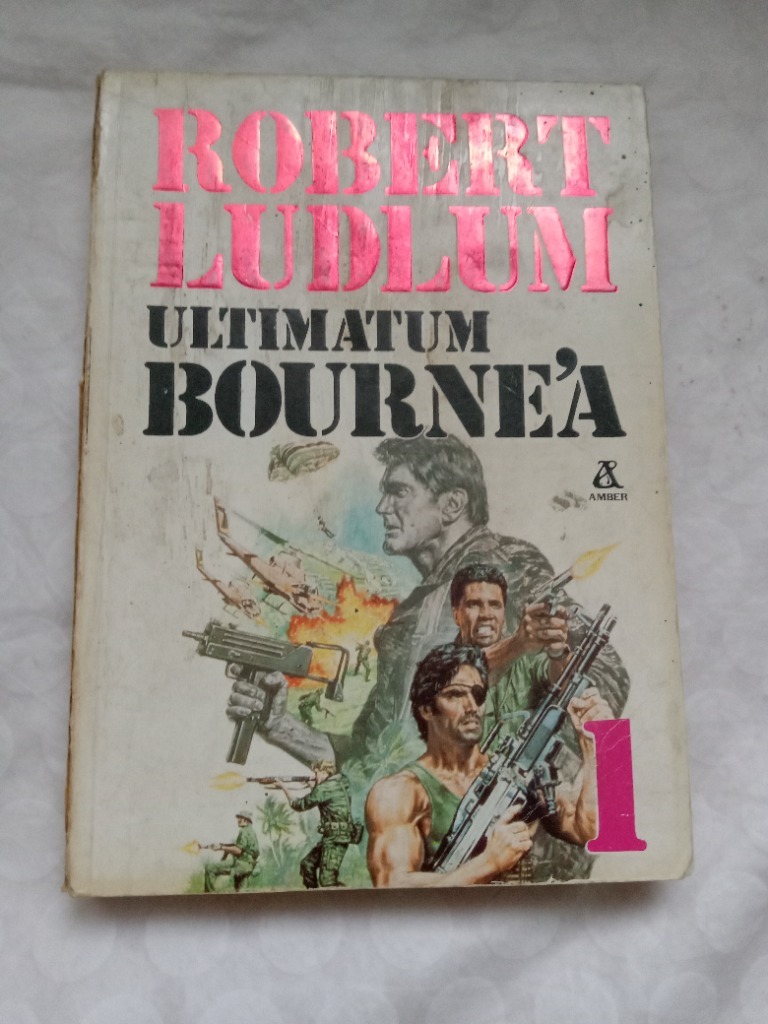 ROBERT
LUDLUM
ULTIMATUM
BOURNE'A
AMBER
1